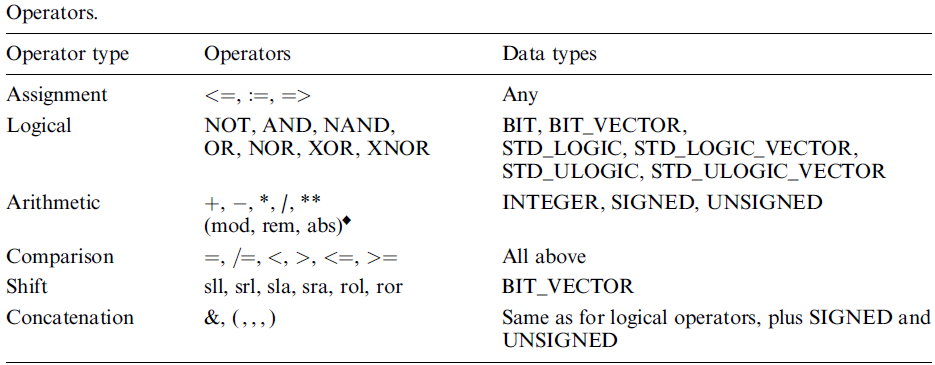 Operators.
Operator type Operators Data types
Assignment <=, :=, => Any
Logical NOT, AND, NAND, BIT, BIT_VECTOR,
OR, NOR, XOR, XNOR STD_LOGIC, STD_LOGIC_VECTOR,
STD_ULOGIC, STD_ULOGIC_VECTOR
Arithmetic +, −, *, /, ** INTEGER, SIGNED, UNSIGNED
(mod, rem, abs)◆
Comparison =, /=, <, >, <=, >= All above
Shift sll, srl, sla, sra, rol, ror BIT_VECTOR
Concatenation &, ( , , , ) Same as for logical operators, plus SIGNED and
UNSIGNED